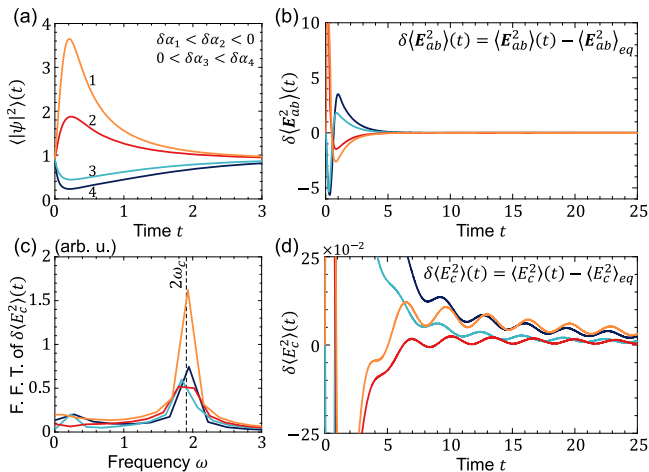 (a)
⟨|ψ|²⟩(t)
4
3
2
1
0
δα₁ < δα₂ < 0
0 < δα₃ < δα₄
1
2
3
4
0
1
2
3
Time t
(b)
δ⟨E²ab⟩(t)
10
5
0
−5
δ⟨E²ab⟩(t) = ⟨E²ab⟩(t) − ⟨E²ab⟩eq
0
5
10
15
20
25
Time t
(c)
(arb. u.)
F. F. T. of δ⟨E²c⟩(t)
2
1.5
1
0.5
0
2ωc
0
1
2
3
Frequency ω
(d)
×10⁻²
δ⟨E²c⟩(t)
25
0
−25
δ⟨E²c⟩(t) = ⟨E²c⟩(t) − ⟨E²c⟩eq
0
5
10
15
20
25
Time t